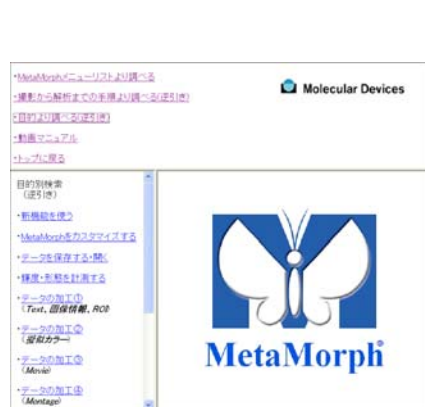 ・MetaMorphメニューリストより調べる
・撮影から解析までの手順より調べる(逆引き)
・目的より調べる(逆引き)
・動画マニュアル
・トップに戻る
Molecular Devices
目的別検索
(逆引き)
・新機能を使う
・MetaMorphをカスタマイズする
・データを保存する・開く
・輝度・形態を計測する
・データの加工①
(Text, 画像情報, ROI)
・データの加工②
(擬似カラー)
・データの加工③
(Movie)
・データの加工④
(Montage)
MetaMorph®